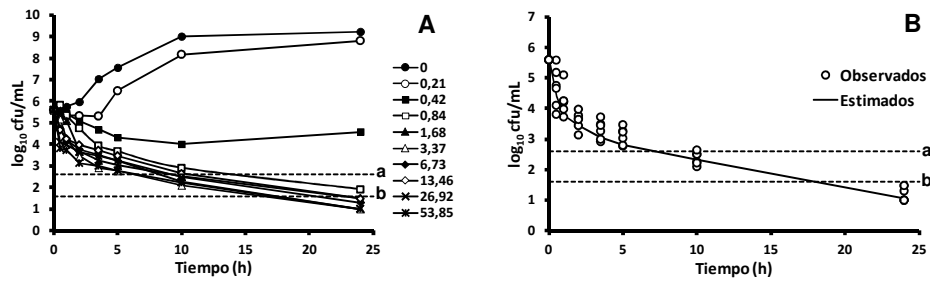 A
log10 cfu/mL
10
9
8
7
6
5
4
3
2
1
0
0 5 10 15 20 25
Tiempo (h)
a
b
0
0,21
0,42
0,84
1,68
3,37
6,73
13,46
26,92
53,85
B
log10 cfu/mL
7
6
5
4
3
2
1
0
0 5 10 15 20 25
Tiempo (h)
a
b
Observados
Estimados